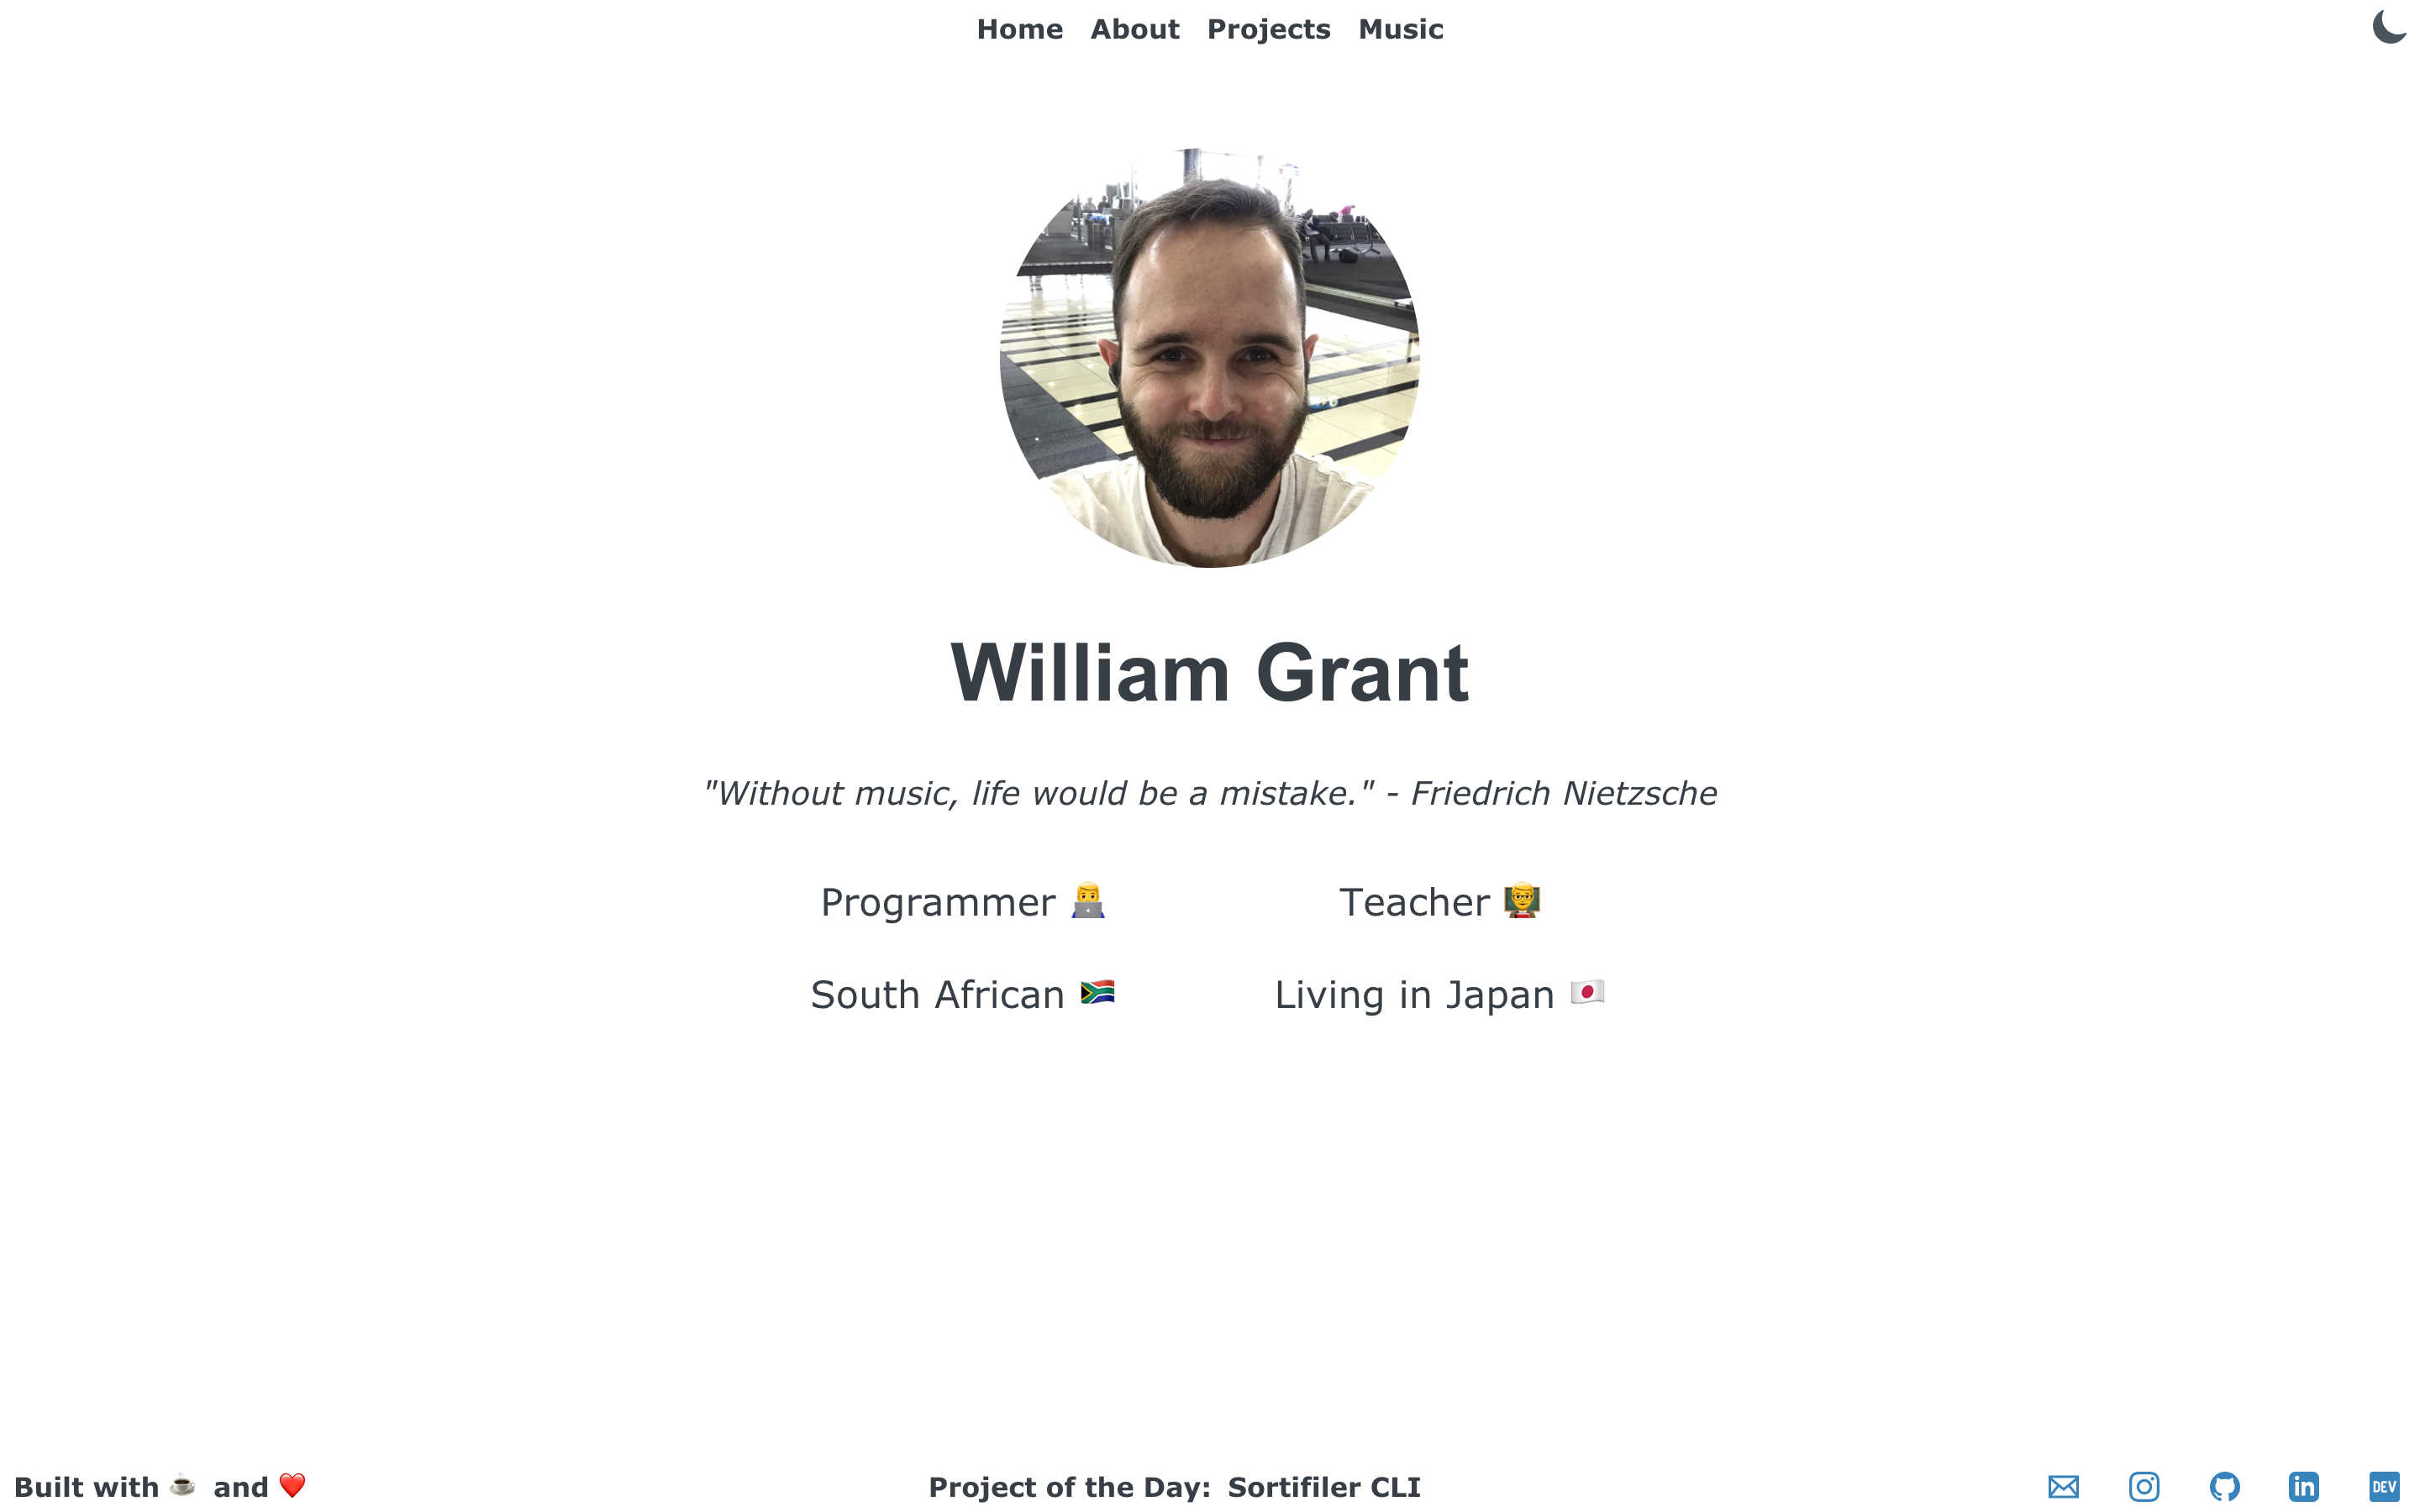 Home About Projects Music
William Grant
"Without music, life would be a mistake." - Friedrich Nietzsche
Programmer 👨‍💻 Teacher 👨‍🏫
South African 🇿🇦 Living in Japan 🇯🇵
Built with ☕ and ❤️ Project of the Day: Sortifiler CLI in DEV